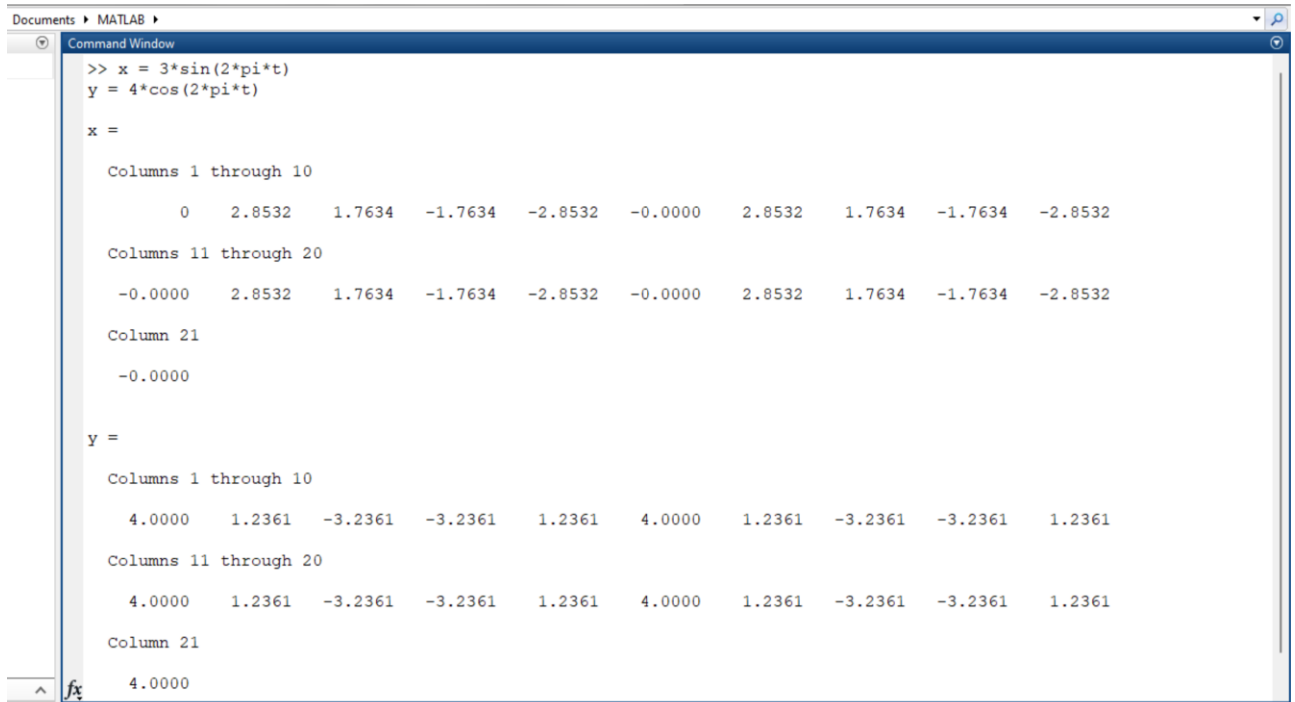 Documents ▸ MATLAB ▸
Command Window
>> x = 3*sin(2*pi*t)
y = 4*cos(2*pi*t)
x =
Columns 1 through 10
0 2.8532 1.7634 -1.7634 -2.8532 -0.0000 2.8532 1.7634 -1.7634 -2.8532
Columns 11 through 20
-0.0000 2.8532 1.7634 -1.7634 -2.8532 -0.0000 2.8532 1.7634 -1.7634 -2.8532
Column 21
-0.0000
y =
Columns 1 through 10
4.0000 1.2361 -3.2361 -3.2361 1.2361 4.0000 1.2361 -3.2361 -3.2361 1.2361
Columns 11 through 20
4.0000 1.2361 -3.2361 -3.2361 1.2361 4.0000 1.2361 -3.2361 -3.2361 1.2361
Column 21
fx 4.0000